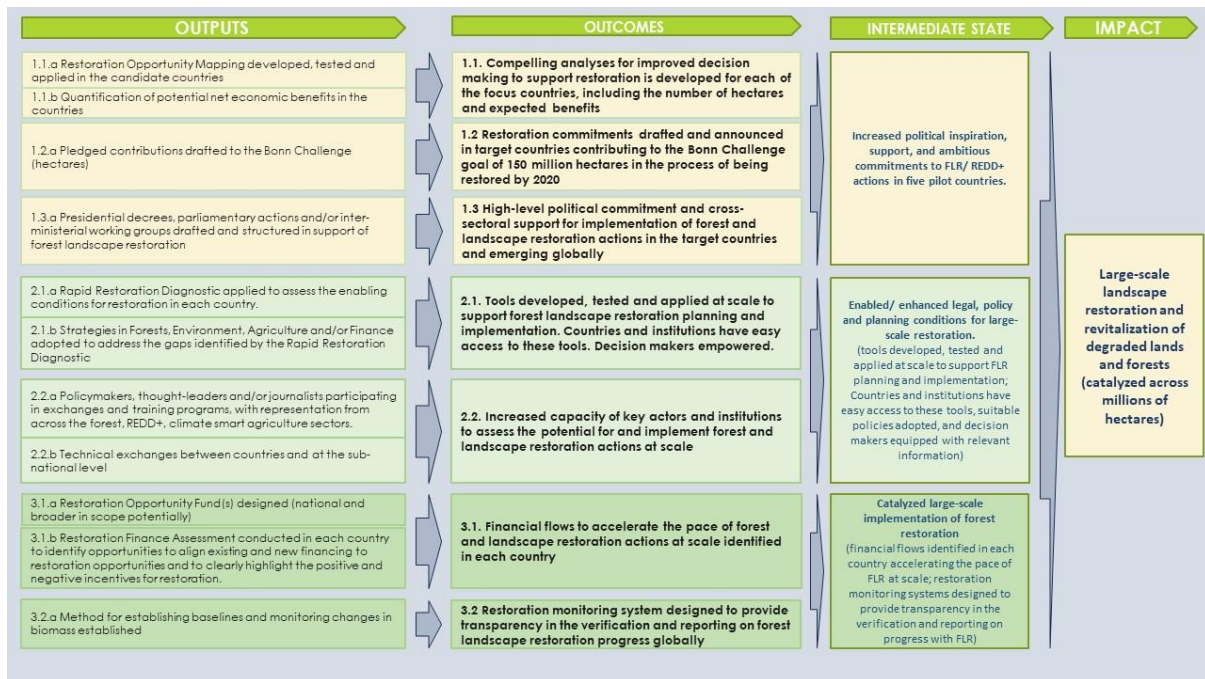 OUTPUTS
OUTCOMES
INTERMEDIATE STATE
IMPACT
1.1.a Restoration Opportunity Mapping developed, tested and
applied in the candidate countries
1.1.b Quantification of potential net economic benefits in the
countries
1.2.a Pledged contributions drafted to the Bonn Challenge
(hectares)
1.3.a Presidential decrees, parliamentary actions and/or inter-
ministerial working groups drafted and structured in support of
forest landscape restoration
2.1.a Rapid Restoration Diagnostic applied to assess the enabling
conditions for restoration in each country.
2.1.b Strategies in Forests, Environment, Agriculture and/or Finance
adopted to address the gaps identified by the Rapid Restoration
Diagnostic
2.2.a Policymakers, thought-leaders and/or journalists participating
in exchanges and training programs, with representation from
across the forest, REDD+, climate smart agriculture sectors.
2.2.b Technical exchanges between countries and at the sub-
national level
3.1.a Restoration Opportunity Fund(s) designed (national and
broader in scope potentially)
3.1.b Restoration Finance Assessment conducted in each country
to identify opportunities to align existing and new financing to
restoration opportunities and to clearly highlight the positive and
negative incentives for restoration.
3.2.a Method for establishing baselines and monitoring changes in
biomass established
1.1. Compelling analyses for improved decision
making to support restoration is developed for each of
the focus countries, including the number of hectares
and expected benefits
1.2 Restoration commitments drafted and announced
in target countries contributing to the Bonn Challenge
goal of 150 million hectares in the process of being
restored by 2020
1.3 High-level political commitment and cross-
sectoral support for implementation of forest and
landscape restoration actions in the target countries
and emerging globally
2.1. Tools developed, tested and applied at scale to
support forest landscape restoration planning and
implementation. Countries and institutions have easy
access to these tools. Decision makers empowered.
2.2. Increased capacity of key actors and institutions
to assess the potential for and implement forest and
landscape restoration actions at scale
3.1. Financial flows to accelerate the pace of forest
and landscape restoration actions at scale identified
in each country
3.2 Restoration monitoring system designed to provide
transparency in the verification and reporting on forest
landscape restoration progress globally
Increased political inspiration,
support, and ambitious
commitments to FLR/ REDD+
actions in five pilot countries.
Enabled/ enhanced legal, policy
and planning conditions for large-
scale restoration.
(tools developed, tested and
applied at scale to support FLR
planning and implementation;
Countries and institutions have
easy access to these tools, suitable
policies adopted, and decision
makers equipped with relevant
information)
Catalyzed large-scale
implementation of forest
restoration
(financial flows identified in each
country accelerating the pace of
FLR at scale; restoration
monitoring systems designed to
provide transparency in the
verification and reporting on
progress with FLR)
Large-scale
landscape
restoration and
revitalization of
degraded lands
and forests
(catalyzed across
millions of
hectares)